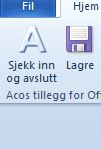 Fil Hjem
Sjekk inn Lagre
og avslutt
Acos tillegg for Of